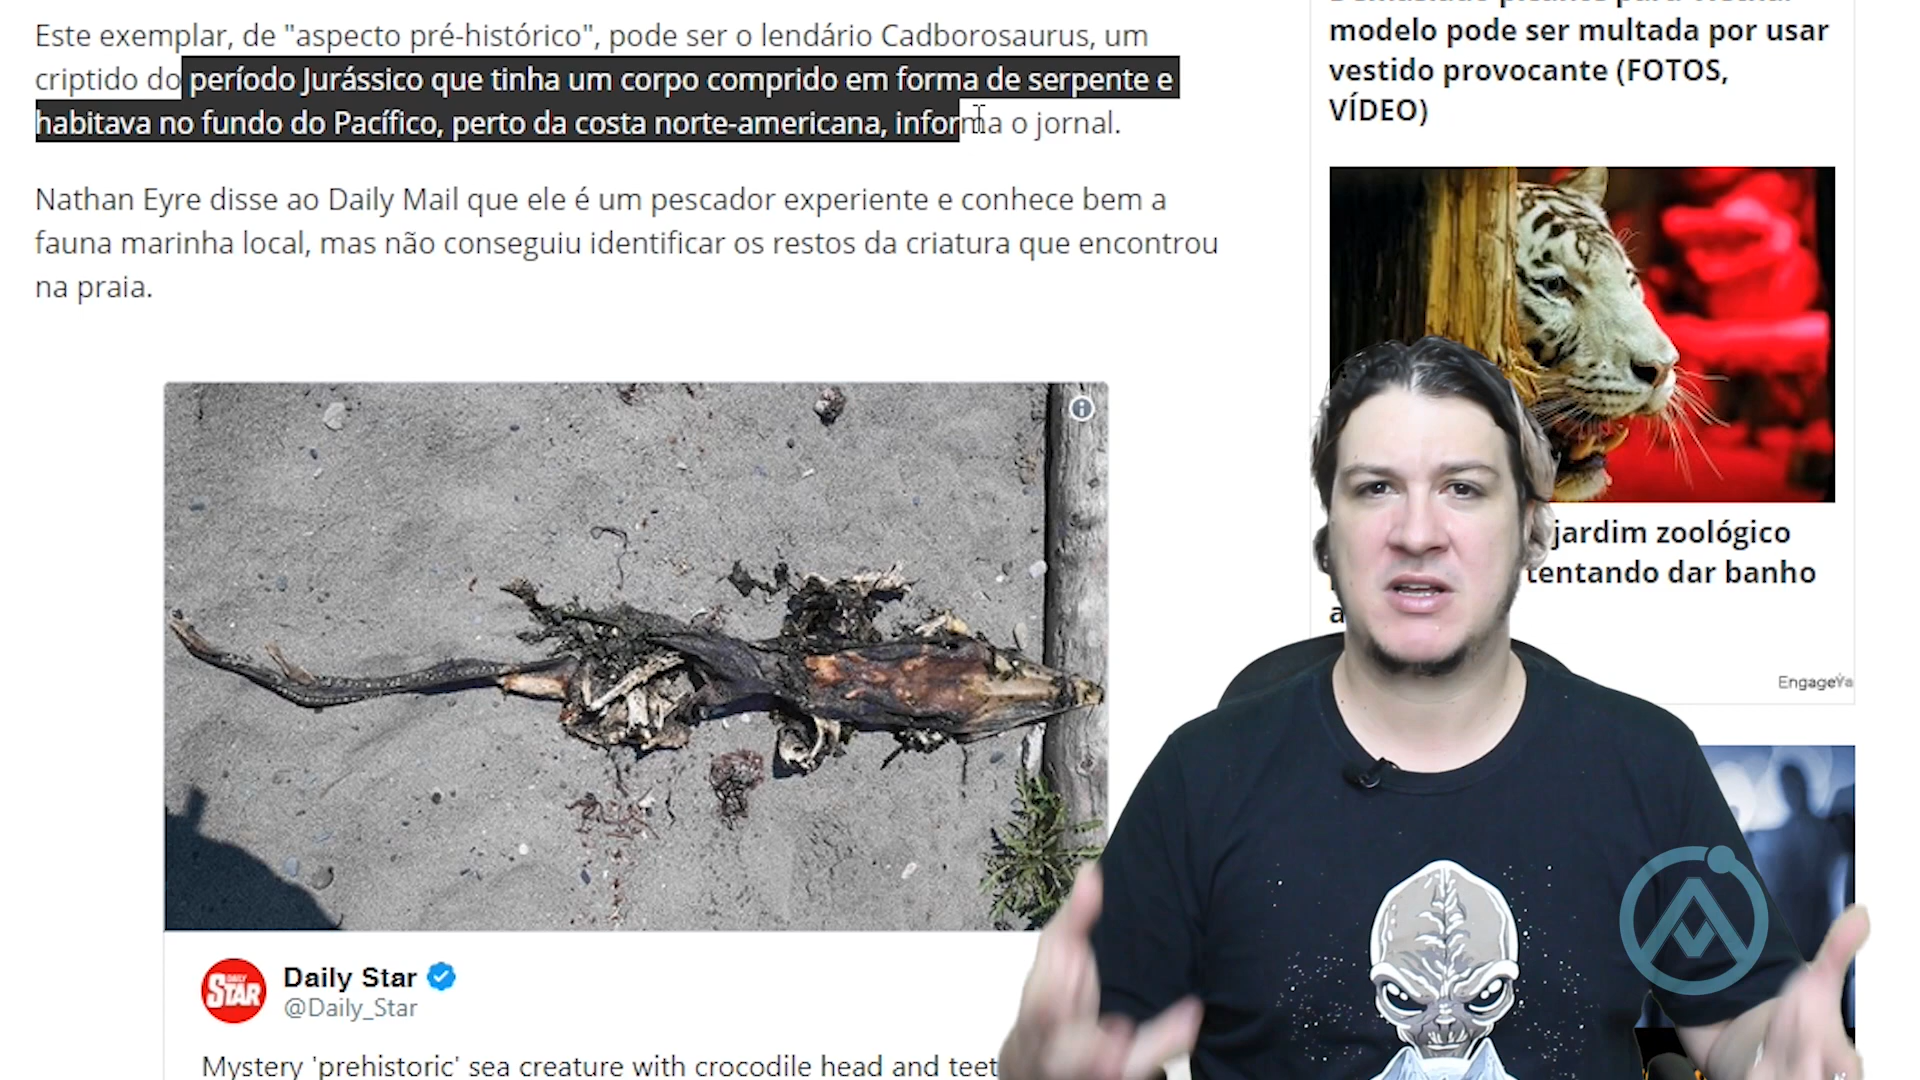 Este exemplar, de "aspecto pré-histórico", pode ser o lendário Cadborosaurus, um
criptido do período Jurássico que tinha um corpo comprido em forma de serpente e
habitava no fundo do Pacífico, perto da costa norte-americana, informa o jornal.
Nathan Eyre disse ao Daily Mail que ele é um pescador experiente e conhece bem a
fauna marinha local, mas não conseguiu identificar os restos da criatura que encontrou
na praia.
DAILY
STAR
Daily Star
@Daily_Star
Mystery 'prehistoric' sea creature with crocodile head and teet
modelo pode ser multada por usar
vestido provocante (FOTOS,
VÍDEO)
jardim zoológico
tentando dar banho
a
EngageYa